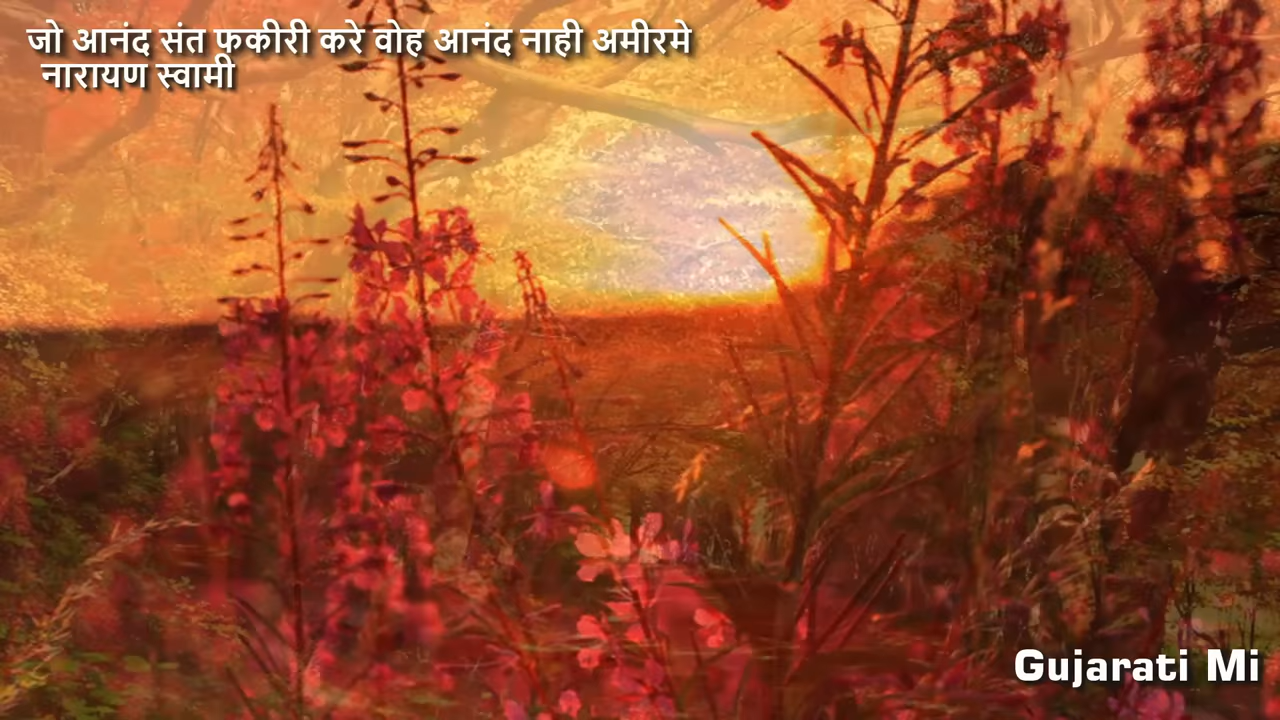 जो आनंद संत फकीरी करे वोह आनंद नाही अमीरमे
नारायण स्वामी
Gujarati Mi